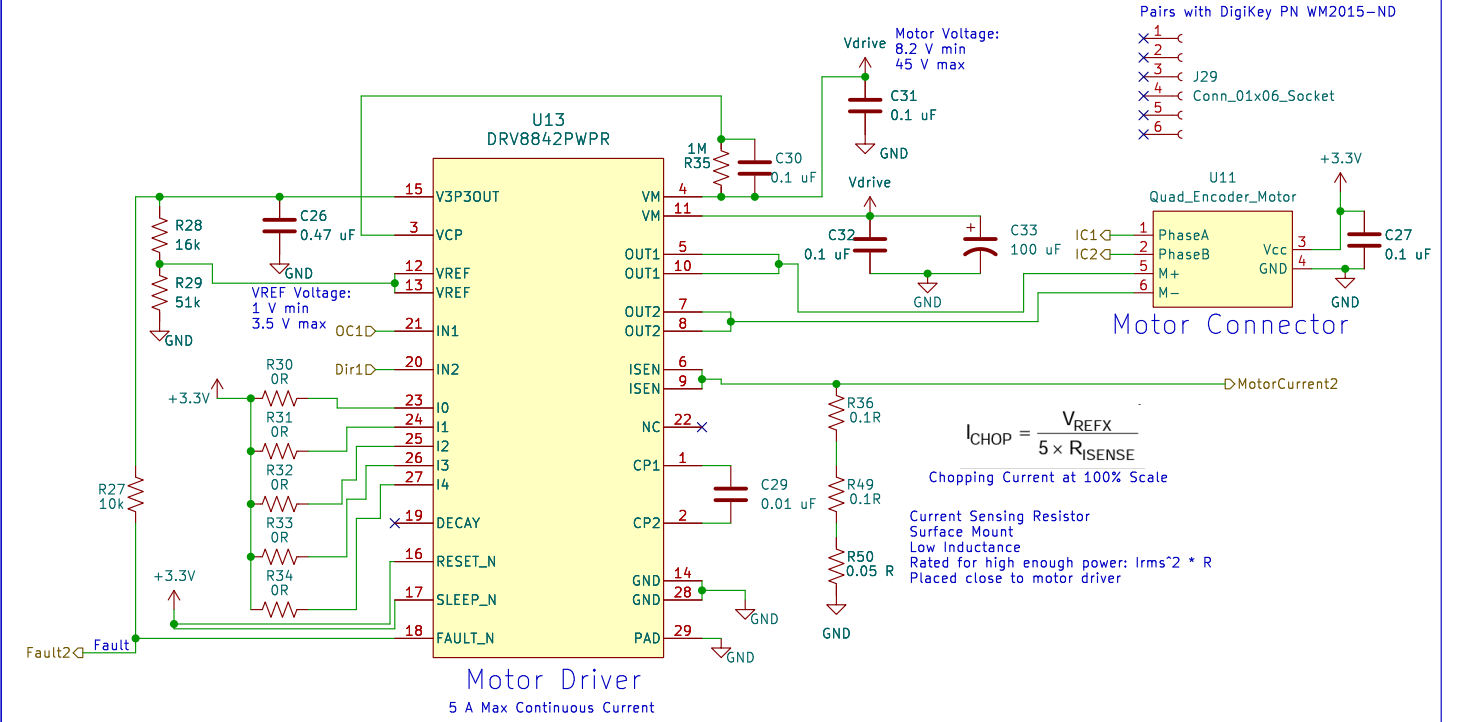 Pairs with DigiKey PN WM2015-ND
1
2
3
4
5
6
J29
Conn_01x06_Socket
Motor Voltage:
8.2 V min
45 V max
Vdrive
C31
0.1 uF
GND
U13
DRV8842PWPR
1M
R35
C30
0.1 uF
Vdrive
C32
0.1 uF
C33
100 uF
+
GND
+3.3V
U11
Quad_Encoder_Motor
IC1
1
PhaseA
IC2
2
PhaseB
5
M+
6
M-
Vcc
3
GND
4
C27
0.1 uF
GND
Motor Connector
R28
16k
R29
51k
GND
C26
0.47 uF
GND
VREF Voltage:
1 V min
3.5 V max
15
V3P3OUT
3
VCP
12
VREF
13
VREF
OC1
21
IN1
Dir1
20
IN2
23
I0
24
I1
25
I2
26
I3
27
I4
19
DECAY
16
RESET_N
17
SLEEP_N
18
FAULT_N
VM
4
VM
11
OUT1
5
OUT1
10
OUT2
7
OUT2
8
ISEN
6
ISEN
9
NC
22
CP1
1
CP2
2
GND
14
GND
28
PAD
29
C29
0.01 uF
GND
GND
+3.3V
R30
0R
R31
0R
R32
0R
R33
0R
R34
0R
R27
10k
+3.3V
Fault2
Fault
MotorCurrent2
R36
0.1R
R49
0.1R
R50
0.05 R
GND
I_CHOP = V_REFX / 5 × R_ISENSE
Chopping Current at 100% Scale
Current Sensing Resistor
Surface Mount
Low Inductance
Rated for high enough power: Irms^2 * R
Placed close to motor driver
Motor Driver
5 A Max Continuous Current